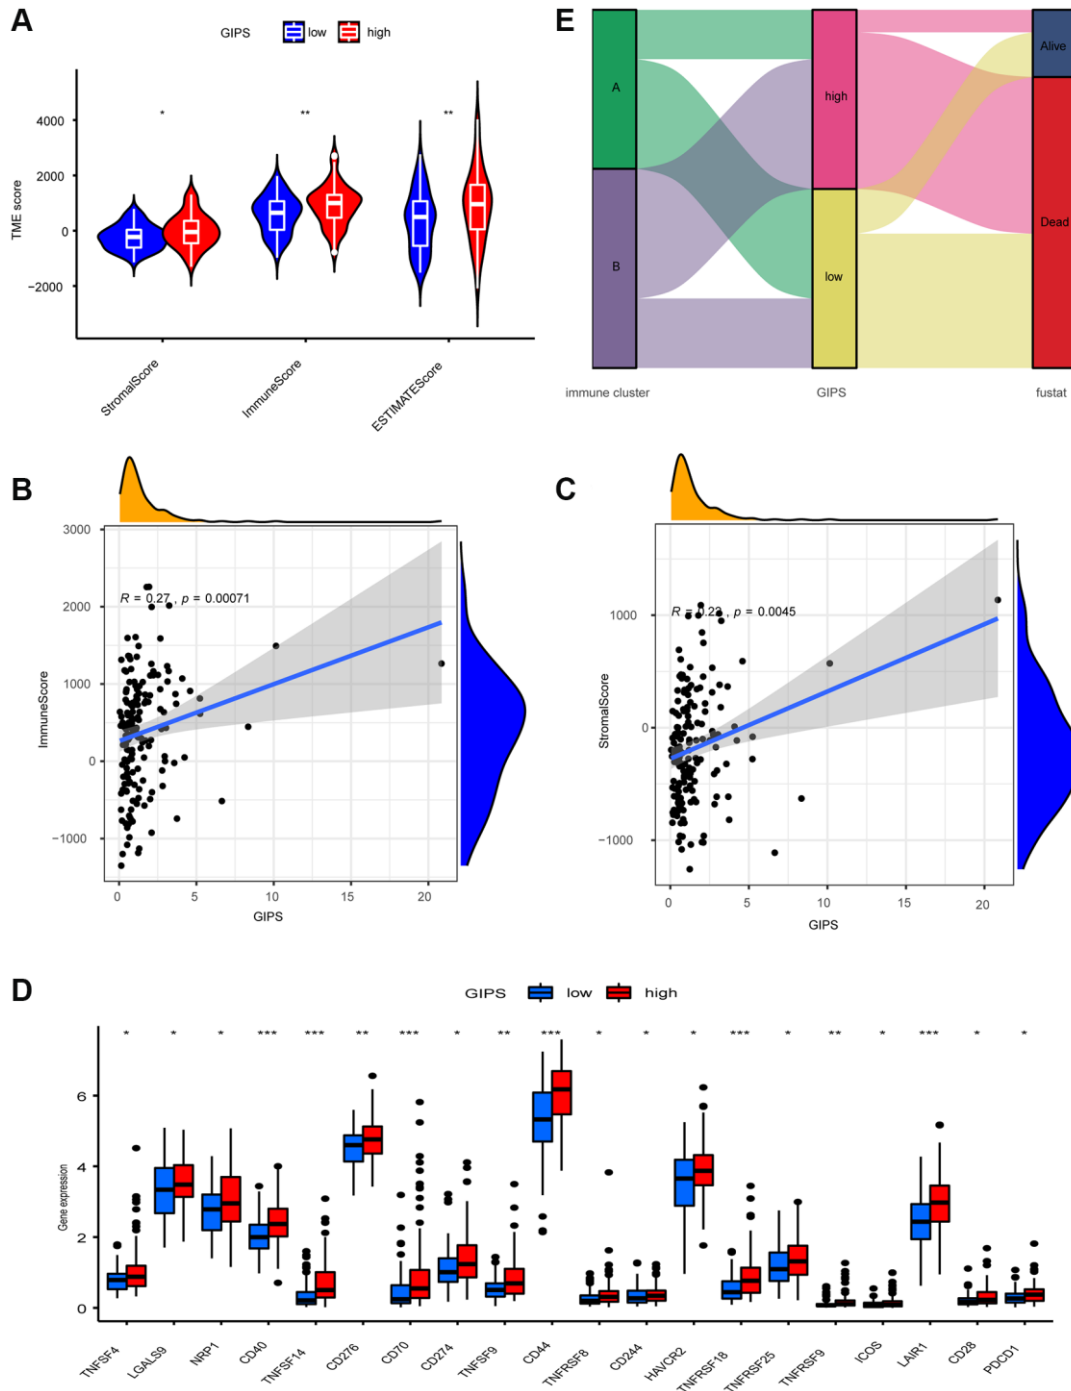 A
GIPS low high
TME score
4000
2000
0
−2000
* ** **
StromalScore
ImmuneScore
ESTIMATEScore
E
A
B
high
low
Alive
Dead
immune cluster GIPS fustat
B
R = 0.27 , p = 0.00071
ImmuneScore
3000
2000
1000
0
−1000
0 5 10 15 20
GIPS
C
R = 0.23 , p = 0.0045
StromalScore
1000
0
−1000
0 5 10 15 20
GIPS
D
GIPS low high
* * * *** *** ** *** * ** *** * * * *** * ** * *** * *
Gene expression
6
4
2
0
TNFSF4
LGALS9
NRP1
CD40
TNFSF14
CD276
CD70
CD274
TNFSF9
CD44
TNFRSF8
CD244
HAVCR2
TNFRSF18
TNFRSF25
TNFRSF9
ICOS
LAIR1
CD28
PDCD1